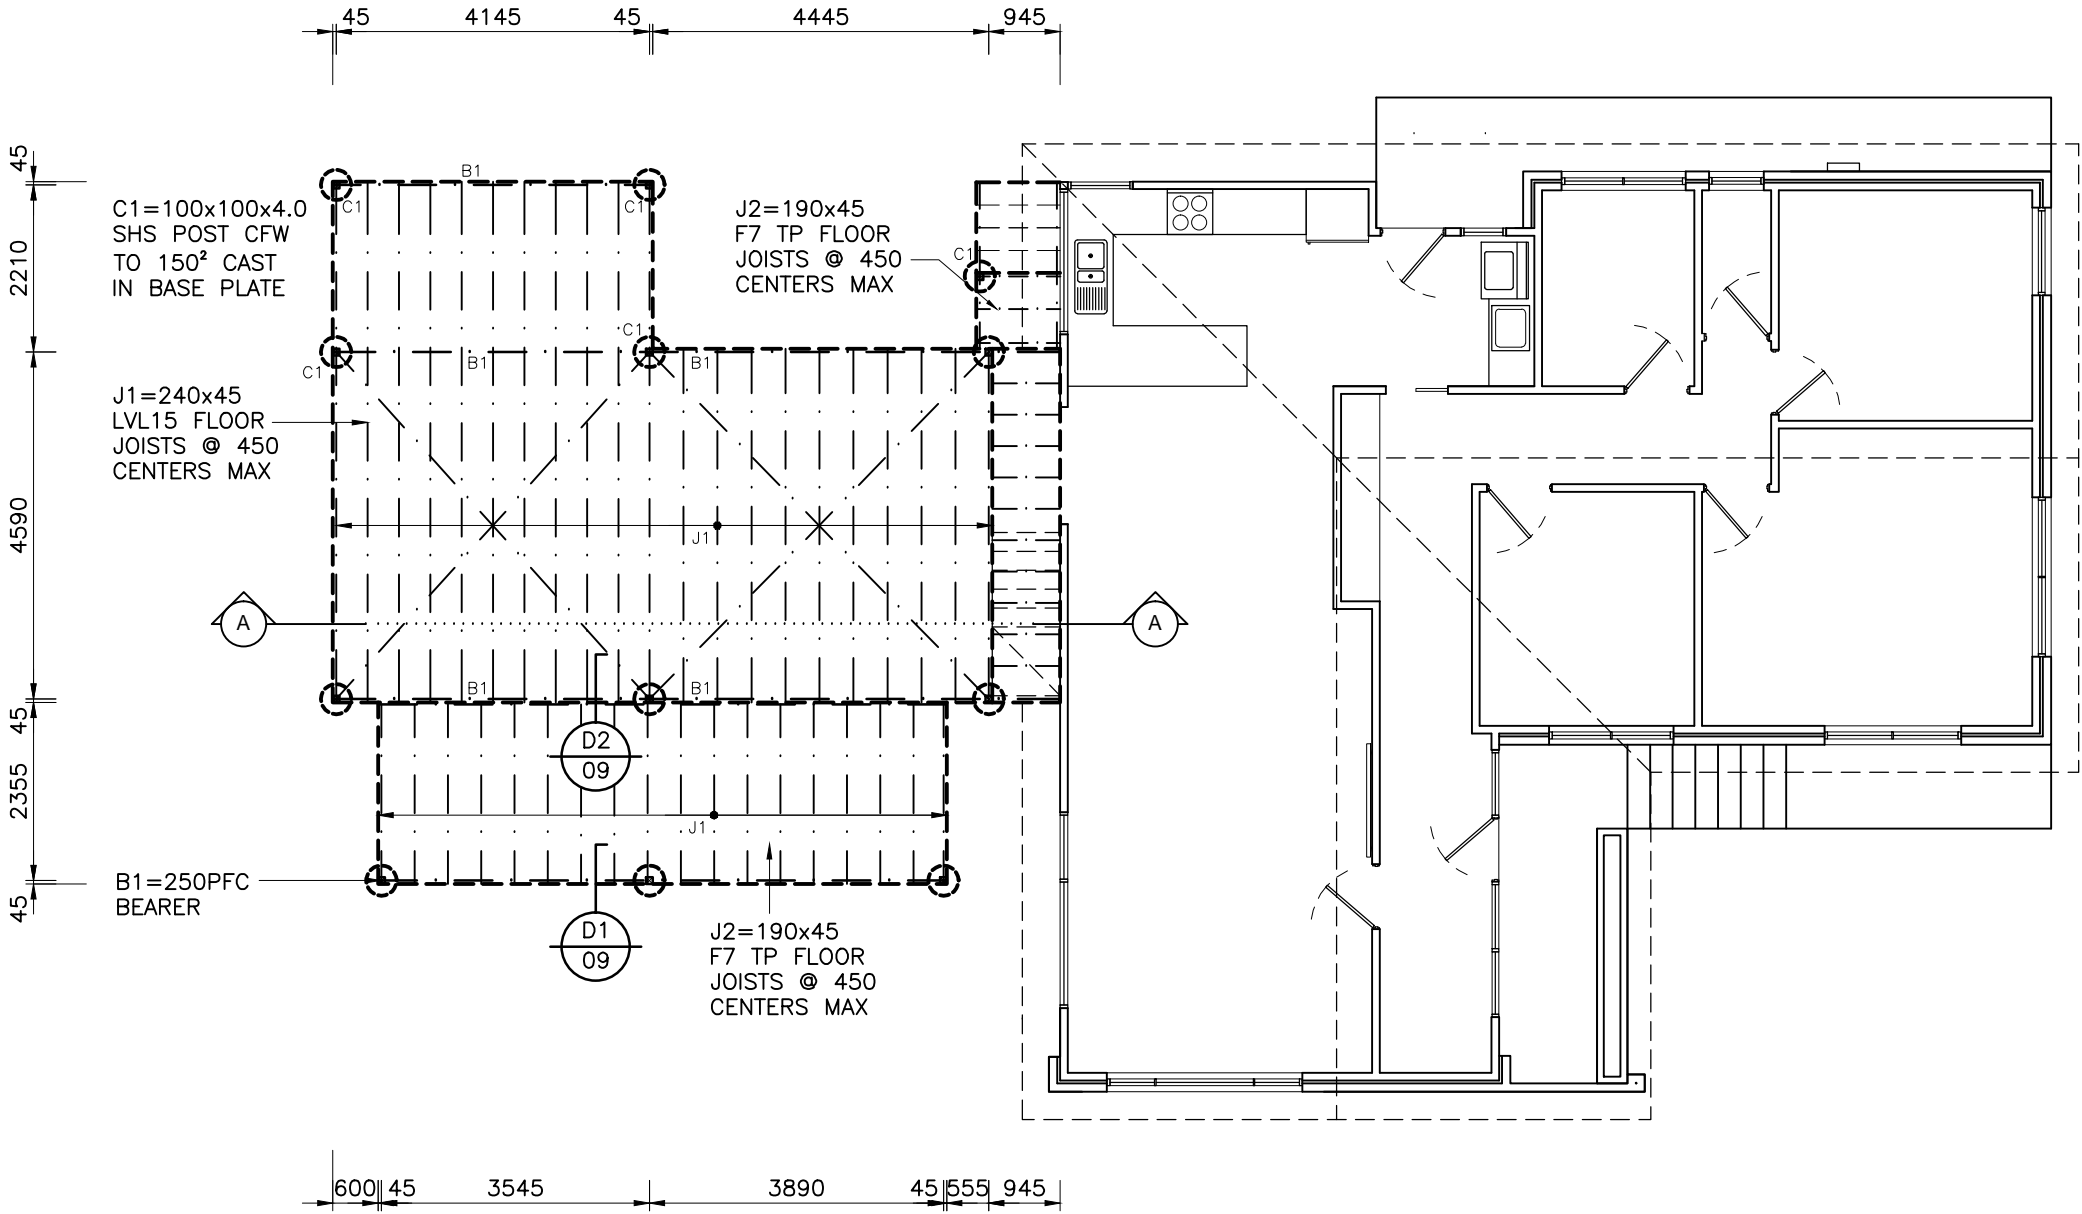 45 4145 45 4445 945
45
2210
4590
45
2355
45
B1
C1
C1
C1=100x100x4.0
SHS POST CFW
TO 150² CAST
IN BASE PLATE
J2=190x45
F7 TP FLOOR
JOISTS @ 450
CENTERS MAX
C1
C1
C1
B1
B1
J1=240x45
LVL15 FLOOR
JOISTS @ 450
CENTERS MAX
J1
A
A
B1
B1
D2
09
J1
B1=250PFC
BEARER
D1
09
J2=190x45
F7 TP FLOOR
JOISTS @ 450
CENTERS MAX
600 45 3545 3890 45 555 945